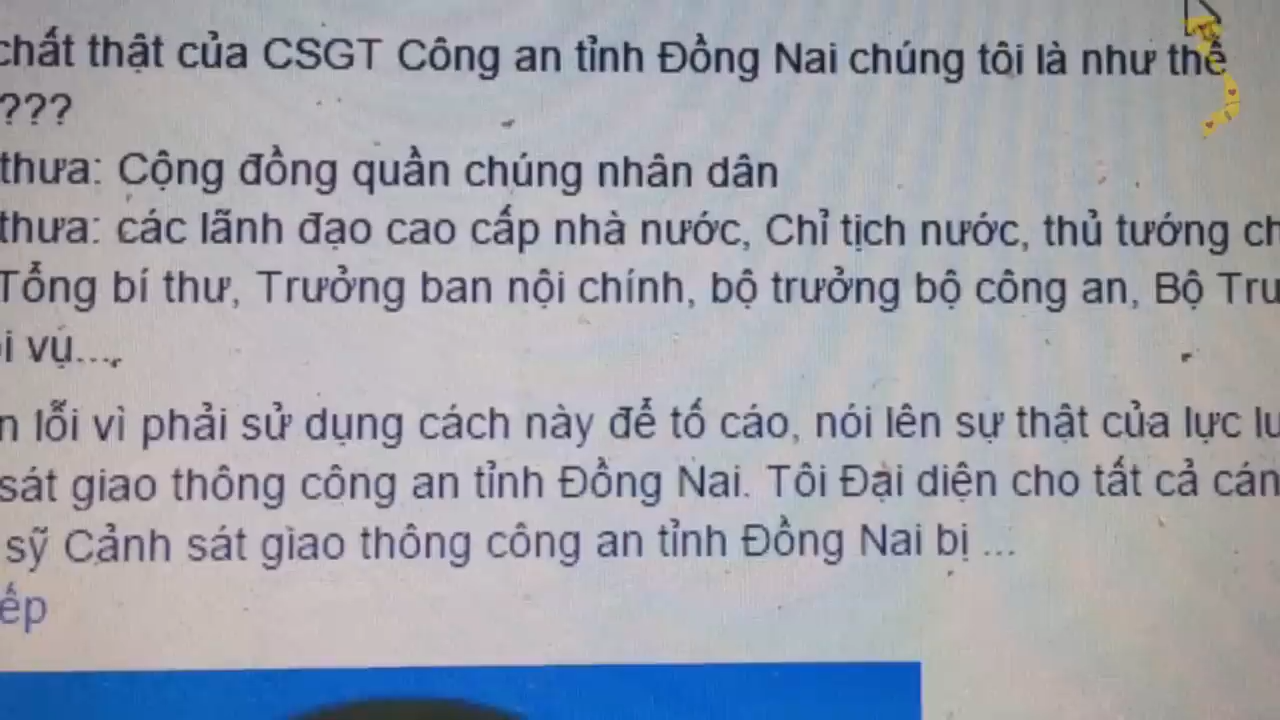 chất thật của CSGT Công an tỉnh Đồng Nai chúng tôi là như thế
???
thưa: Cộng đồng quần chúng nhân dân
thưa: các lãnh đạo cao cấp nhà nước, Chỉ tịch nước, thủ tướng ch
Tổng bí thư, Trưởng ban nội chính, bộ trưởng bộ công an, Bộ Trư
i vụ...
n lỗi vì phải sử dụng cách này để tố cáo, nói lên sự thật của lực lư
sát giao thông công an tỉnh Đồng Nai. Tôi Đại diện cho tất cả cán
sỹ Cảnh sát giao thông công an tỉnh Đồng Nai bị ...
ếp